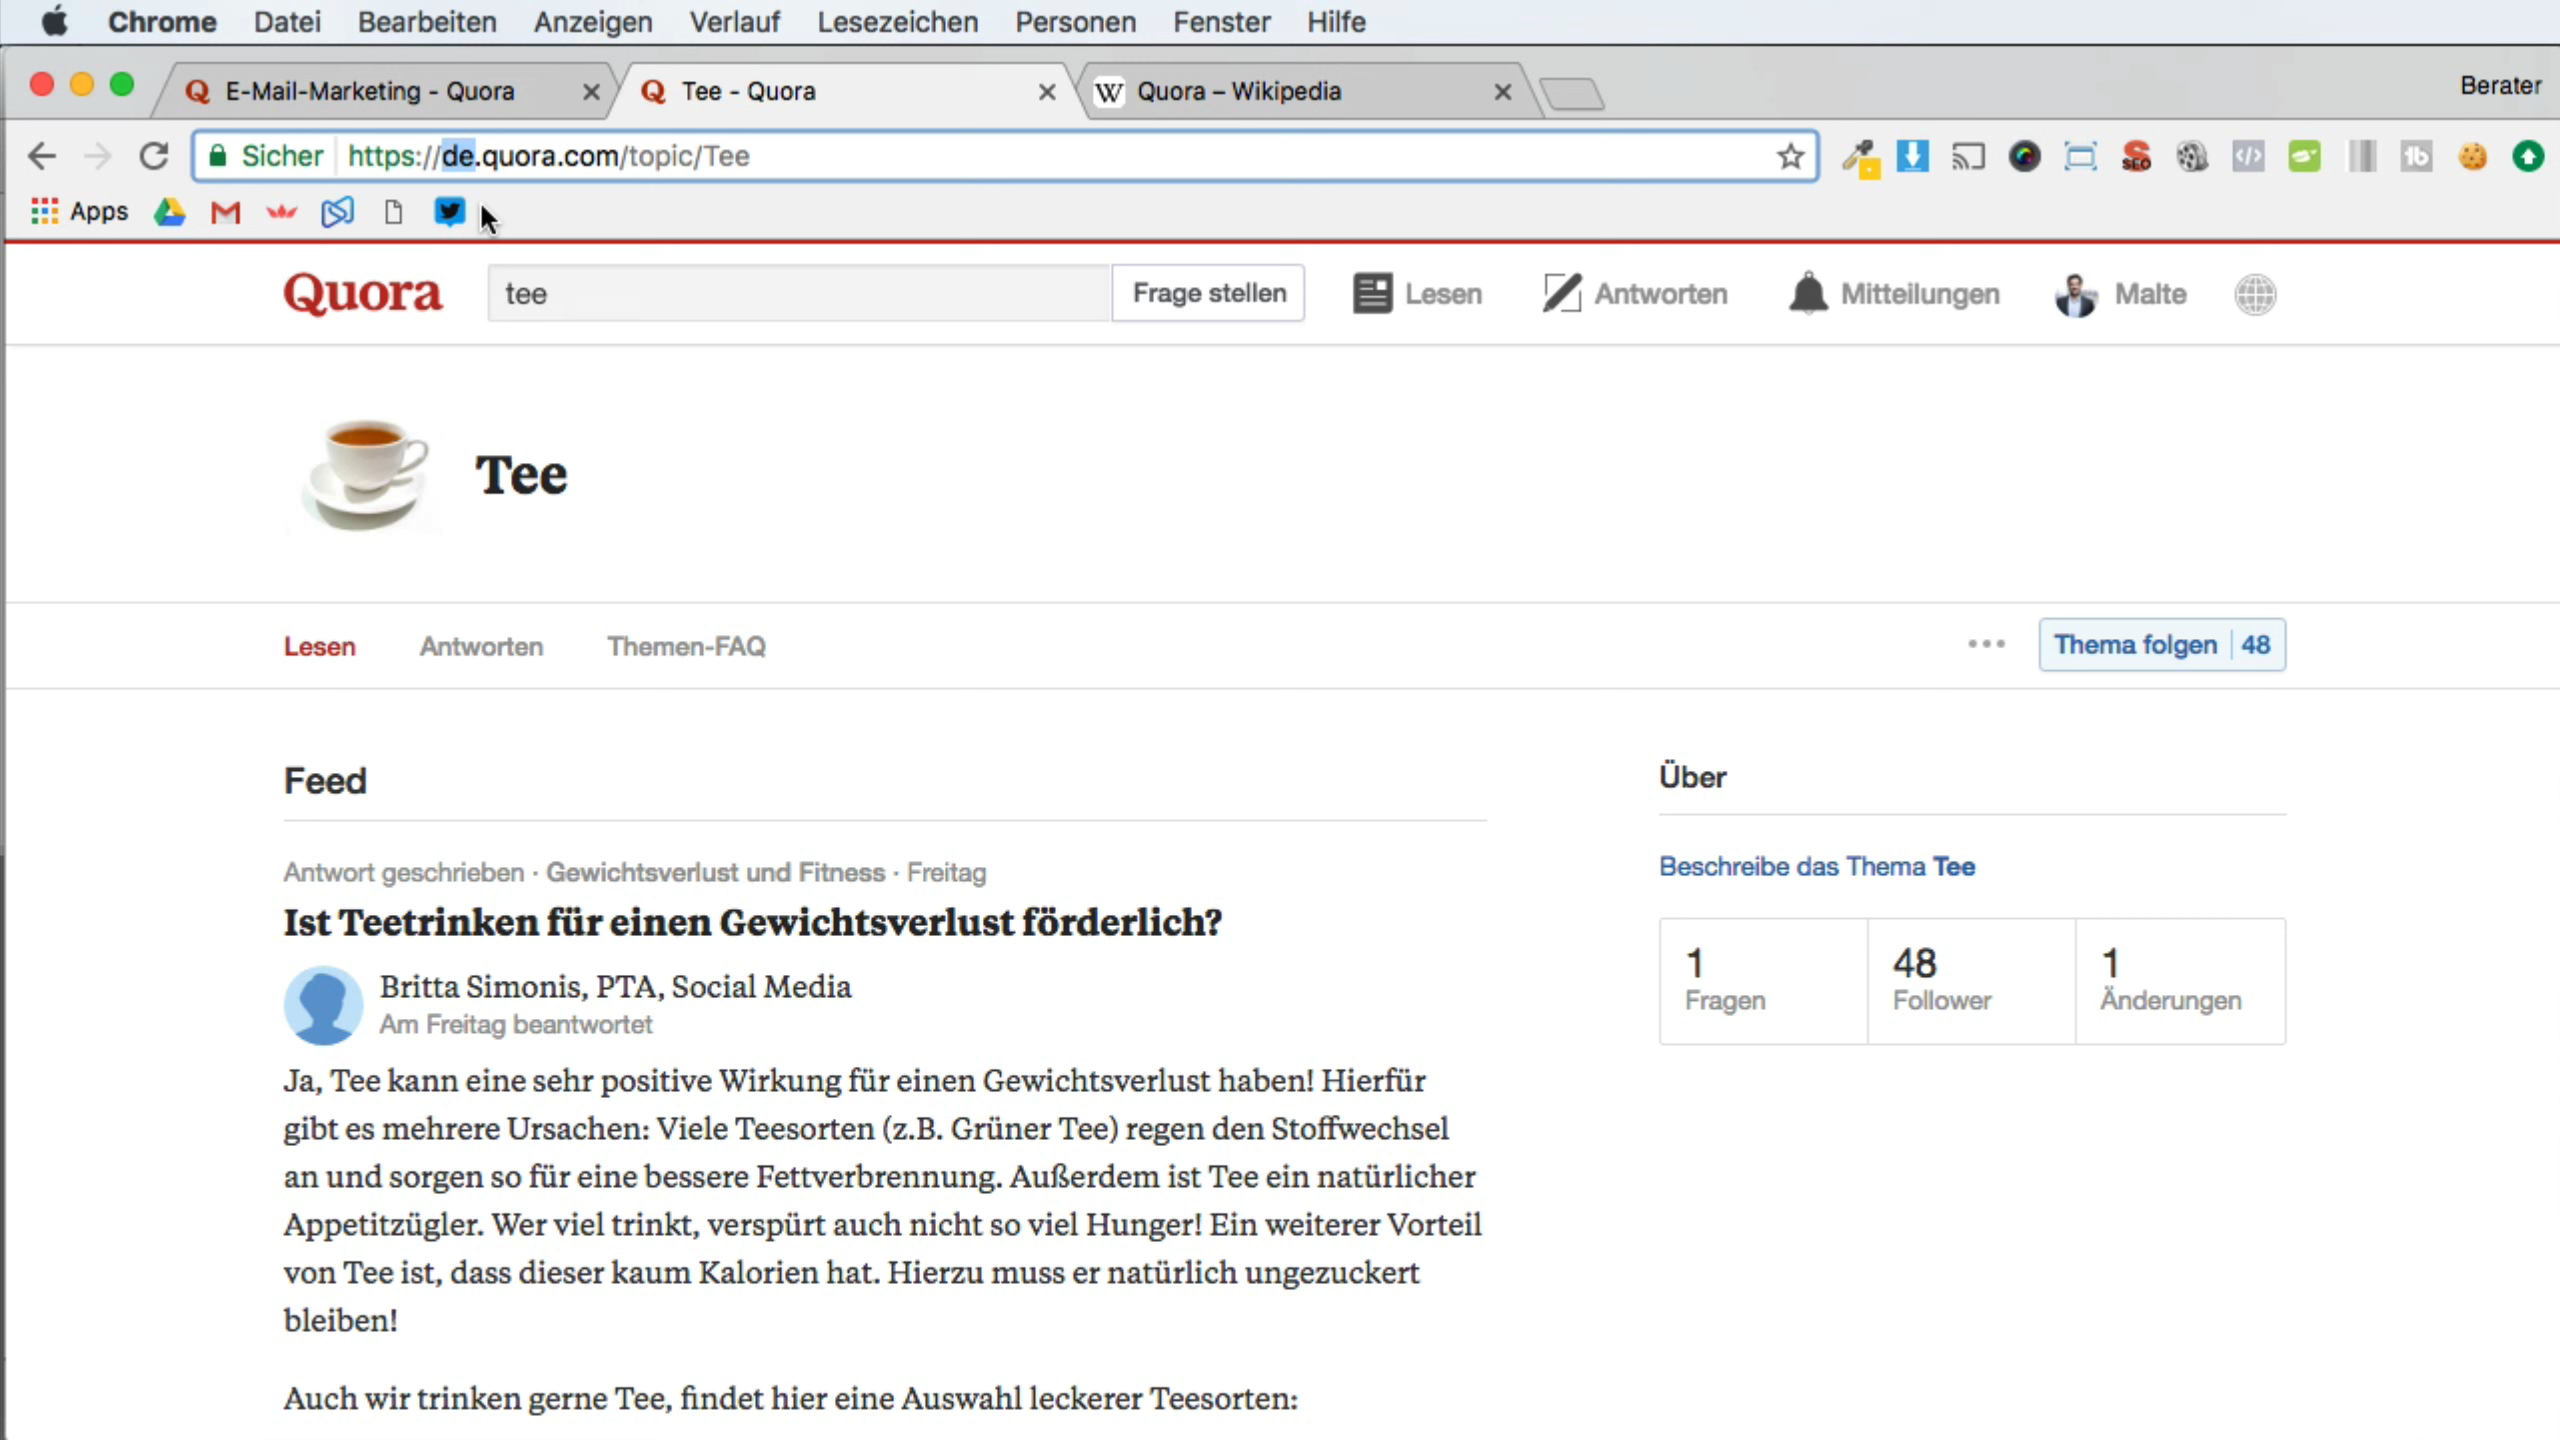 Chrome Datei Bearbeiten Anzeigen Verlauf Lesezeichen Personen Fenster Hilfe
E-Mail-Marketing - Quora
Tee - Quora
Quora – Wikipedia
Berater
Sicher https://de.quora.com/topic/Tee
Apps
Quora
tee
Frage stellen
Lesen
Antworten
Mitteilungen
Malte
Tee
Lesen
Antworten
Themen-FAQ
Thema folgen 48
Feed
Antwort geschrieben · Gewichtsverlust und Fitness · Freitag
Ist Teetrinken für einen Gewichtsverlust förderlich?
Britta Simonis, PTA, Social Media
Am Freitag beantwortet
Ja, Tee kann eine sehr positive Wirkung für einen Gewichtsverlust haben! Hierfür
gibt es mehrere Ursachen: Viele Teesorten (z.B. Grüner Tee) regen den Stoffwechsel
an und sorgen so für eine bessere Fettverbrennung. Außerdem ist Tee ein natürlicher
Appetitzügler. Wer viel trinkt, verspürt auch nicht so viel Hunger! Ein weiterer Vorteil
von Tee ist, dass dieser kaum Kalorien hat. Hierzu muss er natürlich ungezuckert
bleiben!
Auch wir trinken gerne Tee, findet hier eine Auswahl leckerer Teesorten:
Über
Beschreibe das Thema Tee
1
Fragen
48
Follower
1
Änderungen